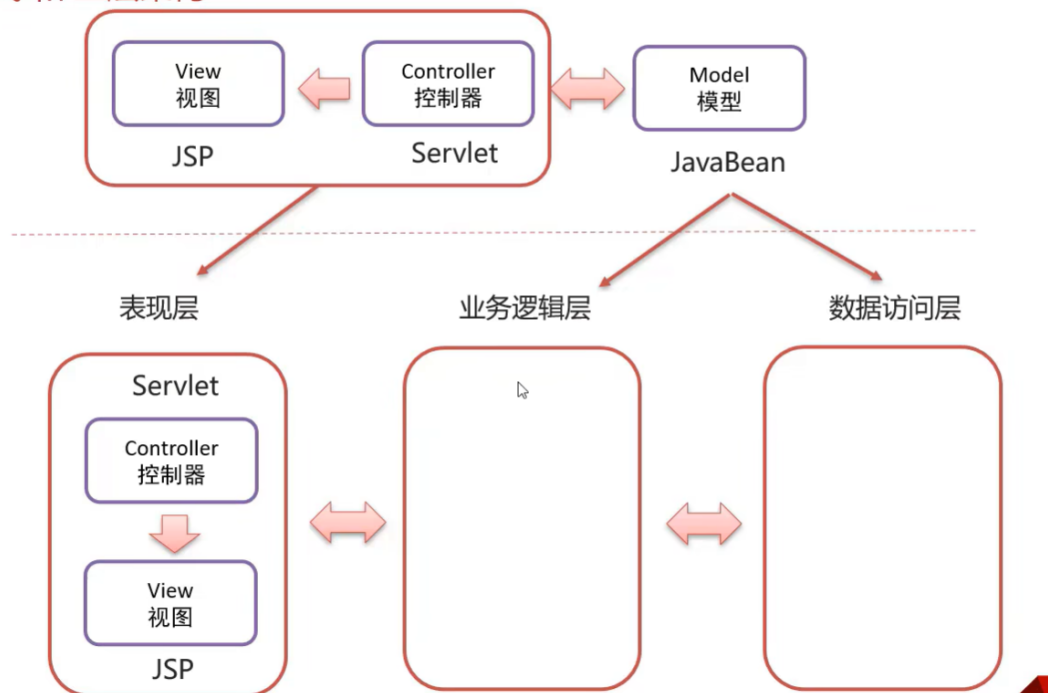 View
视图
Controller
控制器
Model
模型
JSP
Servlet
JavaBean
表现层
业务逻辑层
数据访问层
Servlet
Controller
控制器
View
视图
JSP